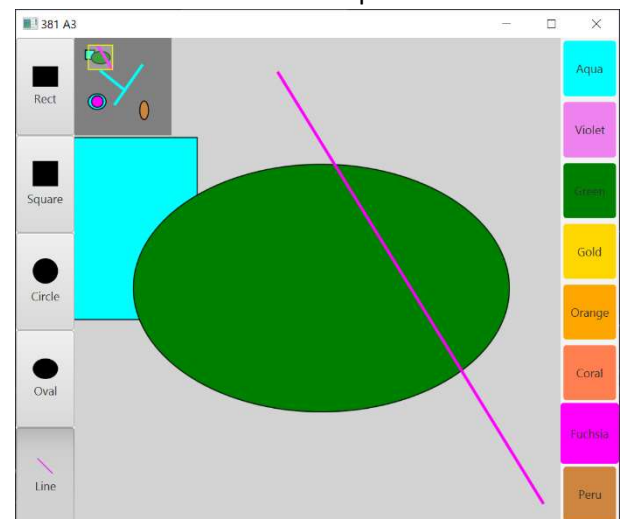 381 A3
Rect
Square
Circle
Oval
Line
Aqua
Violet
Green
Gold
Orange
Coral
Fuchsia
Peru